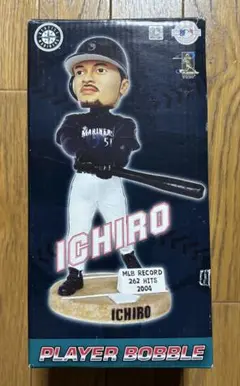 MARINERS
51
ICHIRO
MLB RECORD
262 HITS
2004
ICHIRO
PLAYER BOBBLE